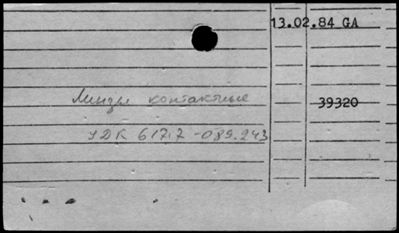 13.02.84 GA
Линзы контактные
39320
УДК 617.7-089.243